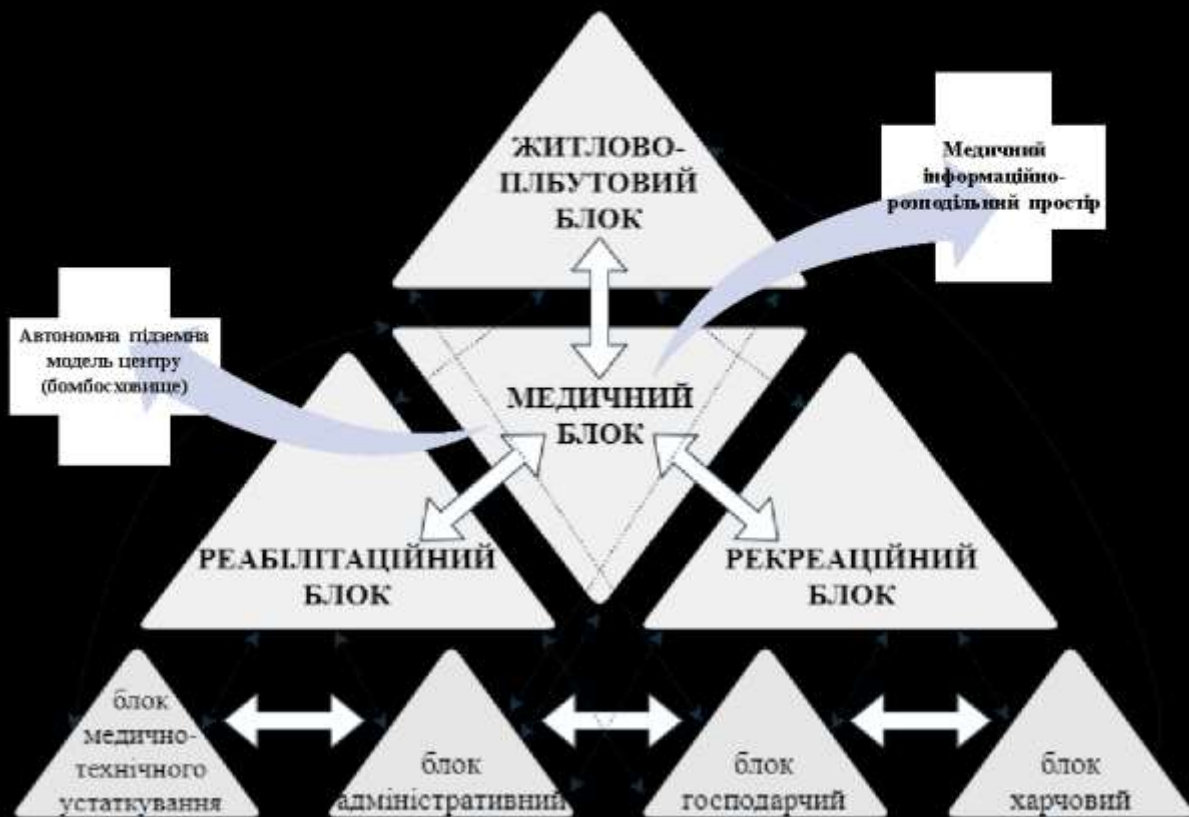 ЖИТЛОВО-
ПЛБУТОВИЙ
БЛОК
Медичний
інформаційно-
розподільний простір
Автономна підземна
модель центру
(бомбосховище)
МЕДИЧНИЙ
БЛОК
РЕАБІЛІТАЦІЙНИЙ
БЛОК
РЕКРЕАЦІЙНИЙ
БЛОК
блок
медично-
технічного
устаткування
блок
адміністративний
блок
господарчий
блок
харчовий